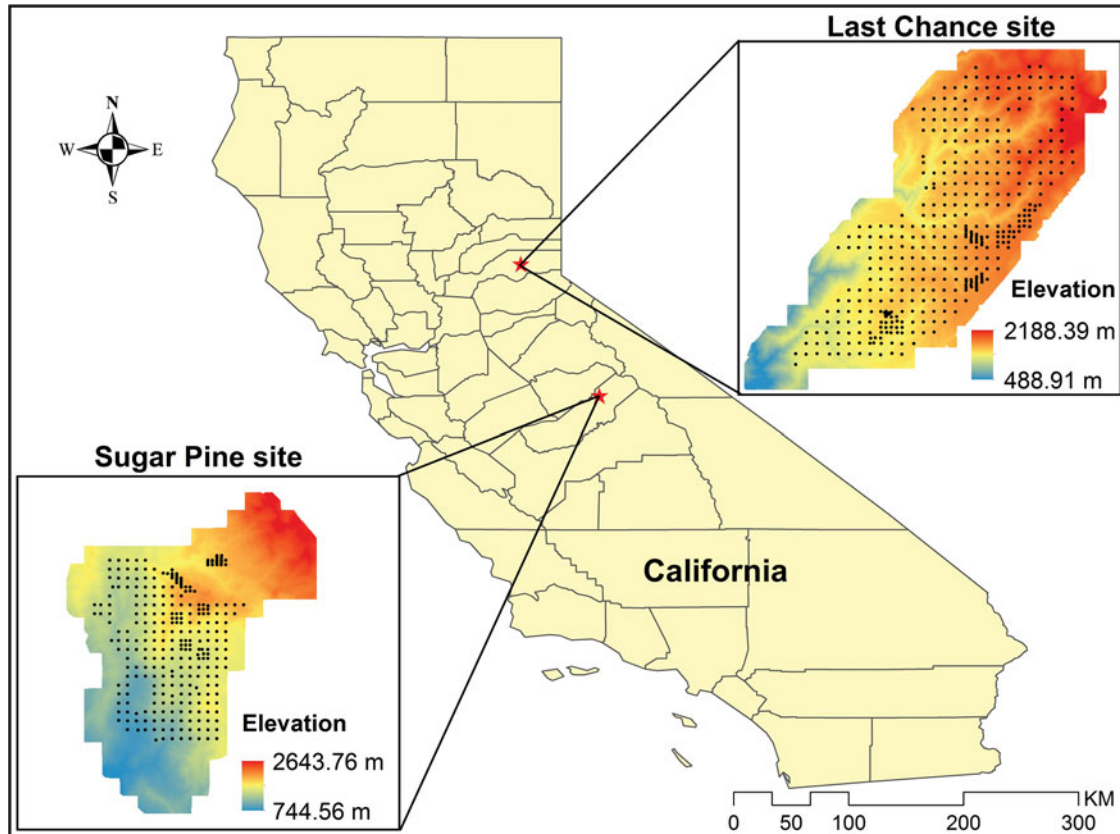 Last Chance site
N
W E
S
Elevation
2188.39 m
488.91 m
Sugar Pine site
California
Elevation
2643.76 m
744.56 m
KM
0 50 100 200 300